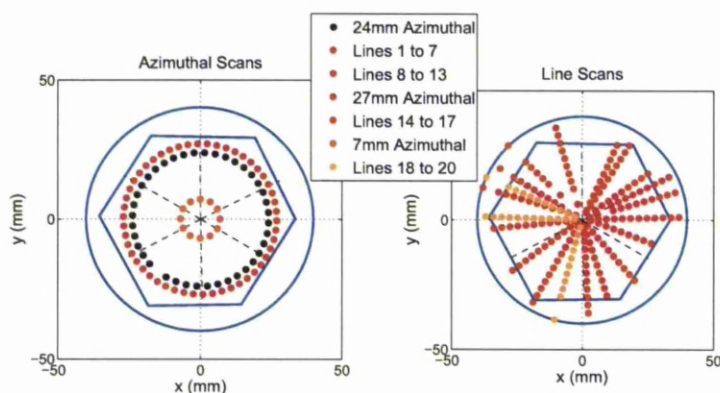 24mm Azimuthal
Lines 1 to 7
Lines 8 to 13
27mm Azimuthal
Lines 14 to 17
7mm Azimuthal
Lines 18 to 20
Azimuthal Scans
50
0
−50
−50
0
50
y (mm)
x (mm)
Line Scans
50
0
−50
−50
0
50
y (mm)
x (mm)